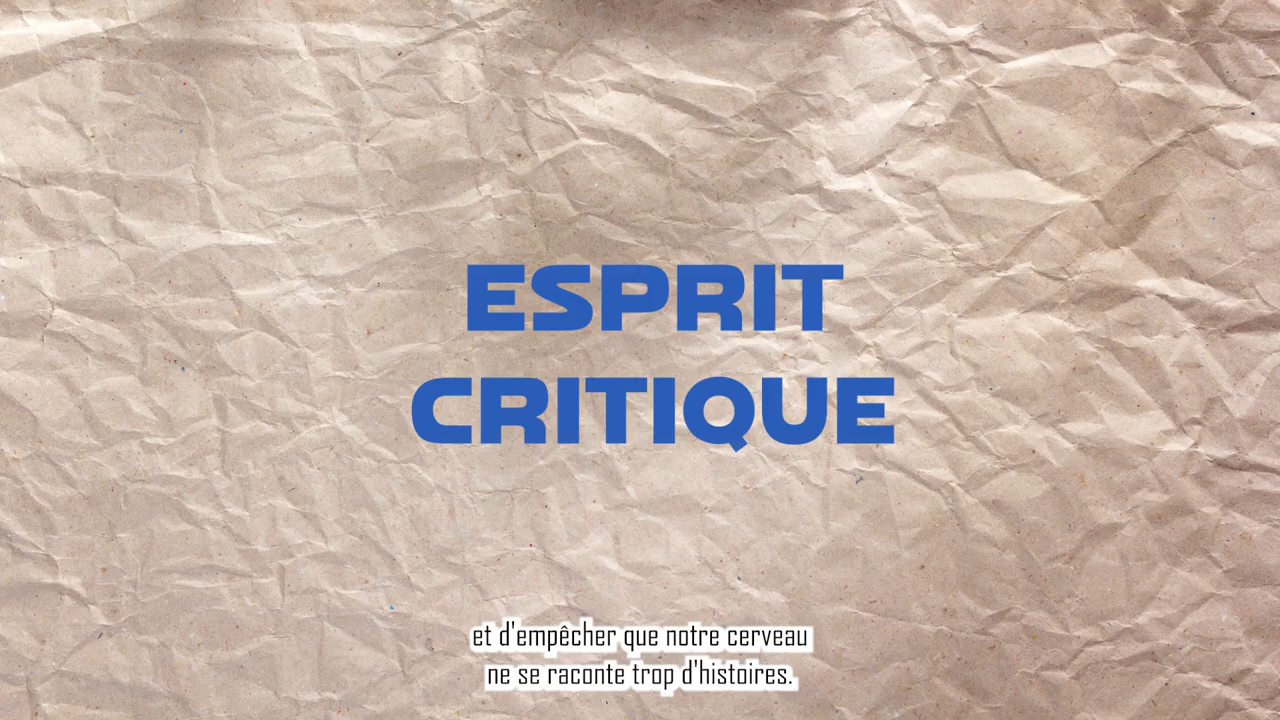 ESPRIT
CRITIQUE
et d'empêcher que notre cerveau
ne se raconte trop d'histoires.